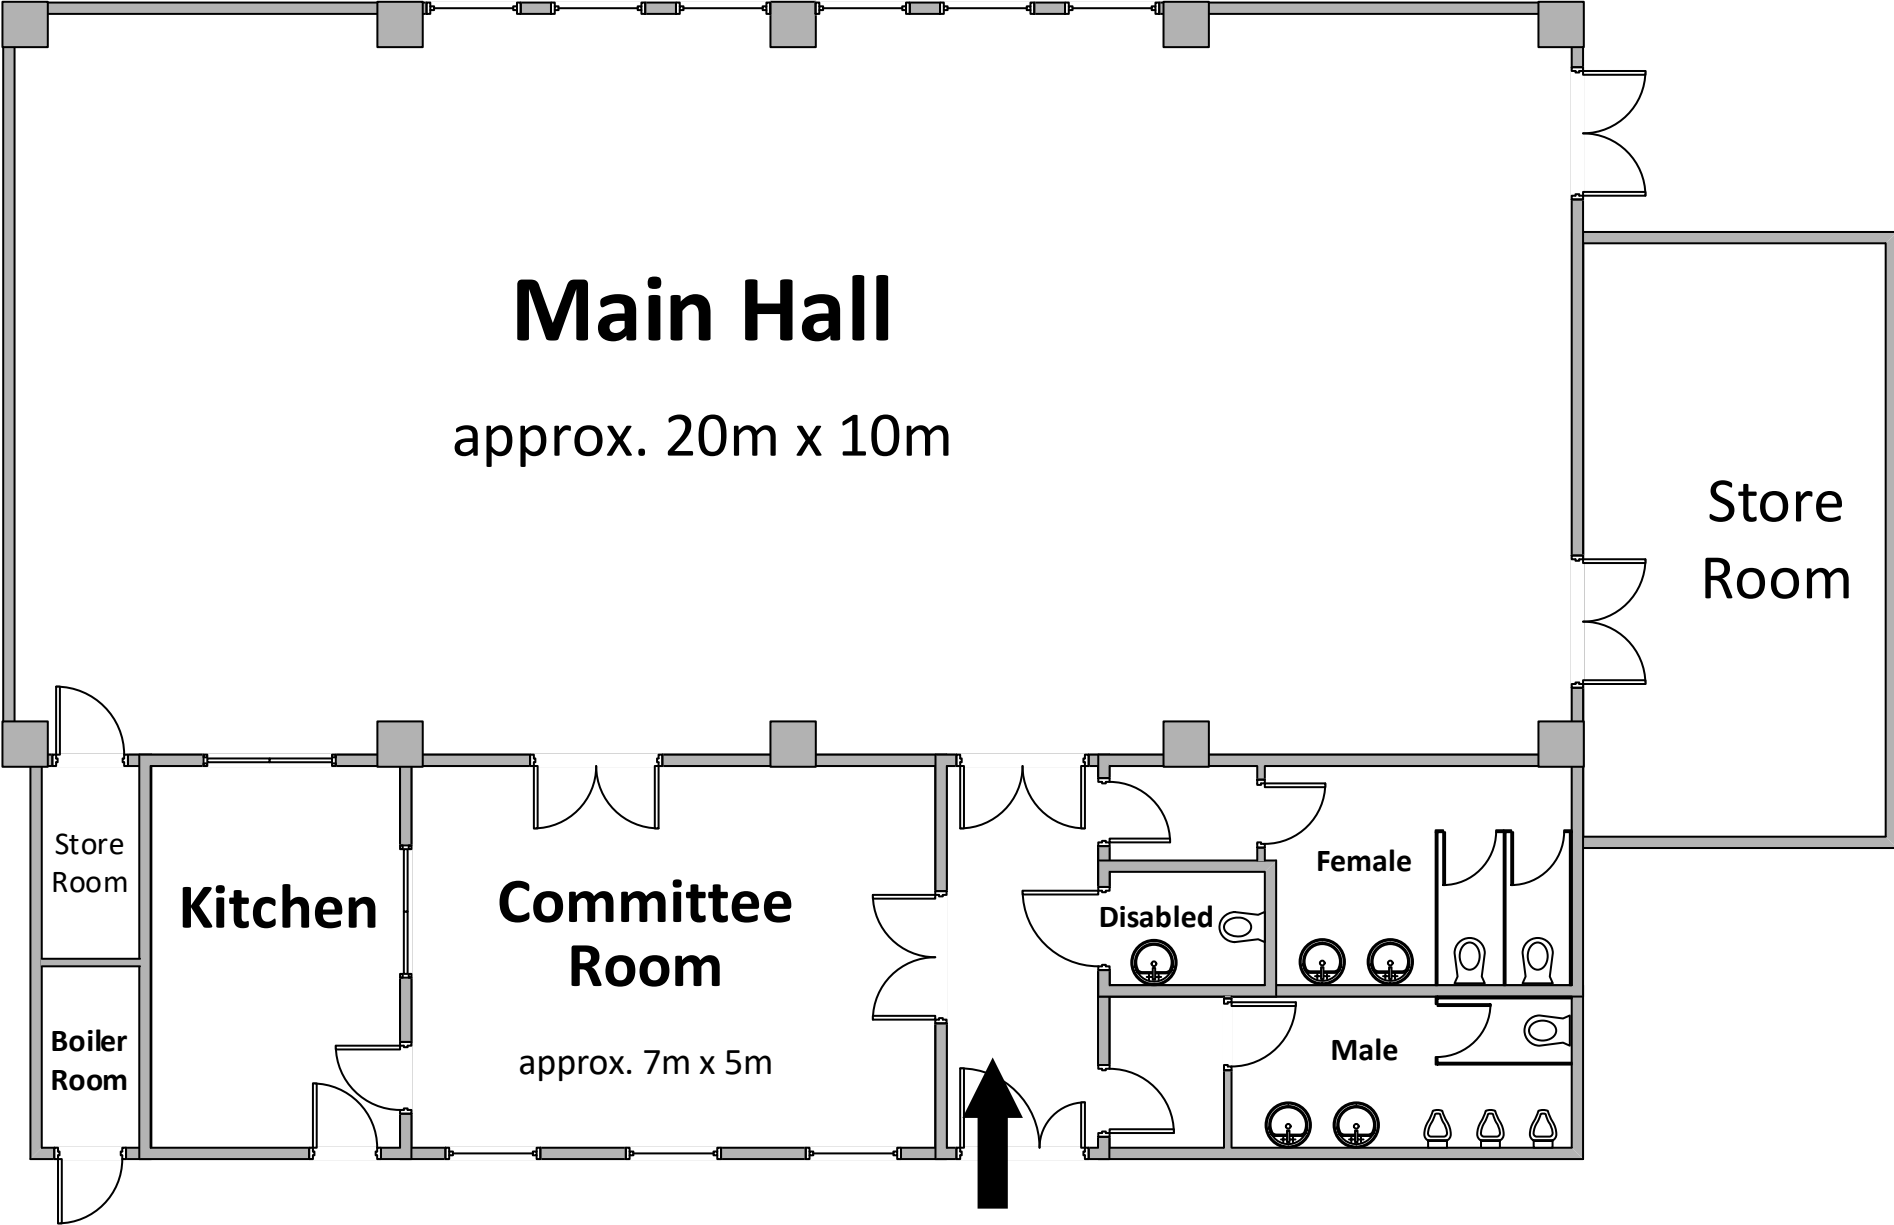 Main Hall
approx. 20m x 10m
Store
Room
Store
Room
Kitchen
Committee
Room
approx. 7m x 5m
Boiler
Room
Disabled
Female
Male